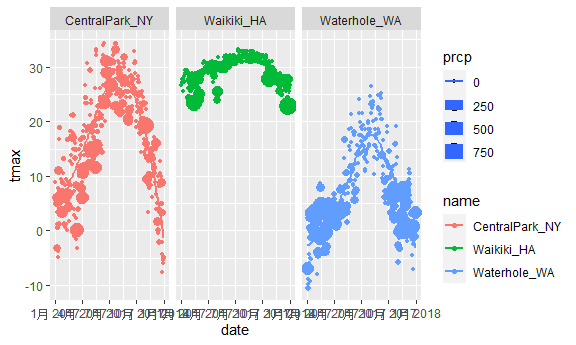 CentralPark_NY Waikiki_HA Waterhole_WA
tmax
30
20
10
0
-10
date
prcp
0
250
500
750
name
CentralPark_NY
Waikiki_HA
Waterhole_WA